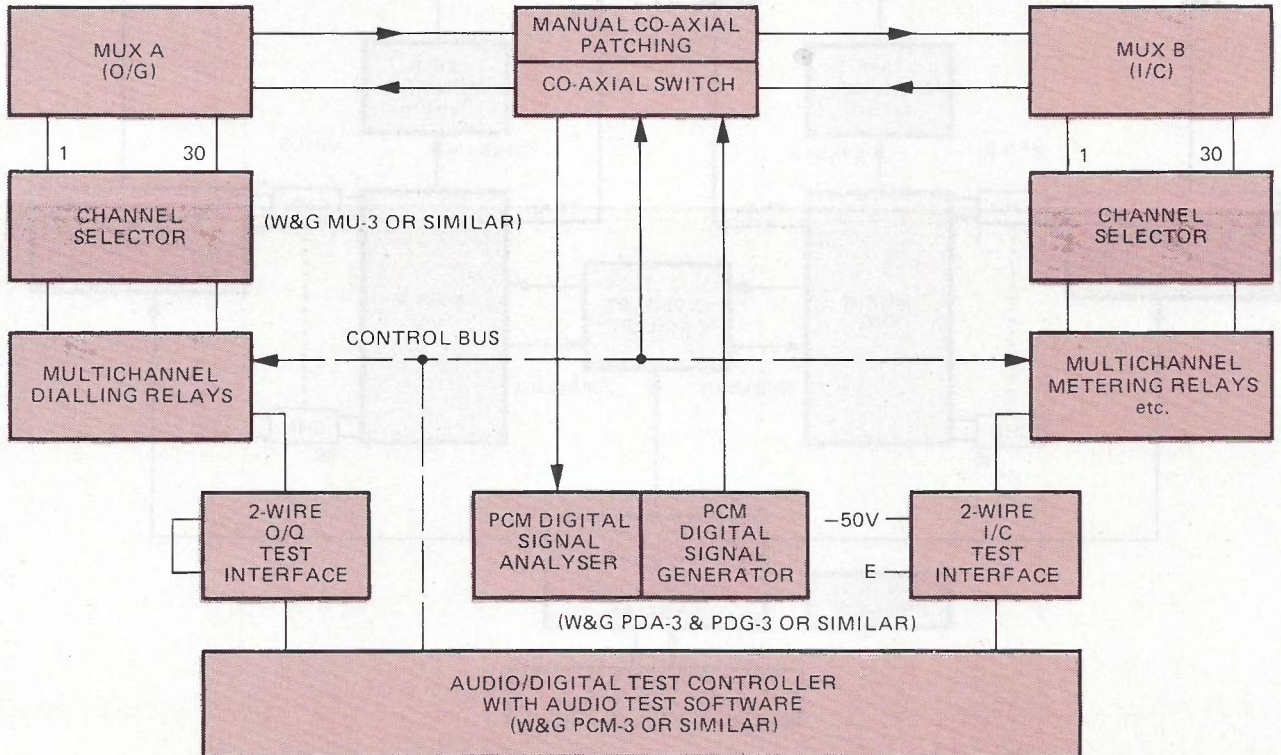 MUX A
(O/G)
MANUAL CO-AXIAL
PATCHING
CO-AXIAL SWITCH
MUX B
(I/C)
1
30
1
30
CHANNEL
SELECTOR
(W&G MU-3 OR SIMILAR)
CHANNEL
SELECTOR
CONTROL BUS
MULTICHANNEL
DIALLING RELAYS
MULTICHANNEL
METERING RELAYS
etc.
2-WIRE
O/Q
TEST
INTERFACE
PCM DIGITAL
SIGNAL
ANALYSER
PCM
DIGITAL
SIGNAL
GENERATOR
–50V
E
2-WIRE
I/C
TEST
INTERFACE
(W&G PDA-3 & PDG-3 OR SIMILAR)
AUDIO/DIGITAL TEST CONTROLLER
WITH AUDIO TEST SOFTWARE
(W&G PCM-3 OR SIMILAR)